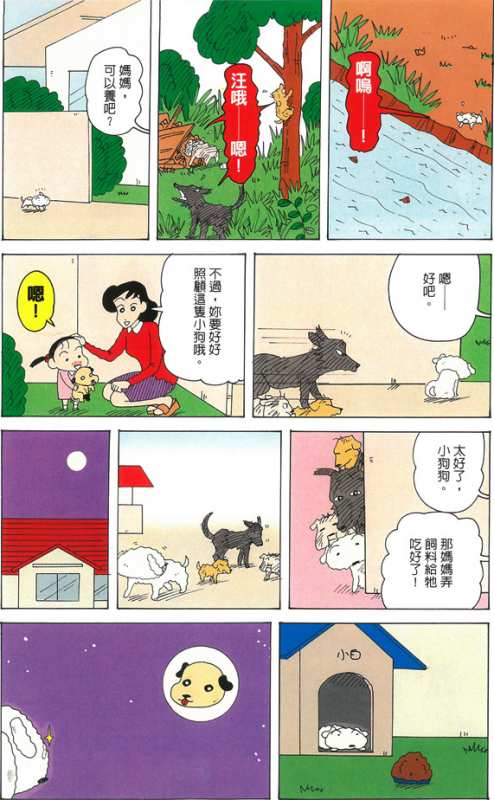 啊嗚——！
汪哦——嗯！
媽媽，
可以養吧？
嗯——
好吧。
不過，妳要好好
照顧這隻小狗哦。
嗯！
太好了，
小狗狗。
那媽媽弄
飼料給牠
吃好了！
小白